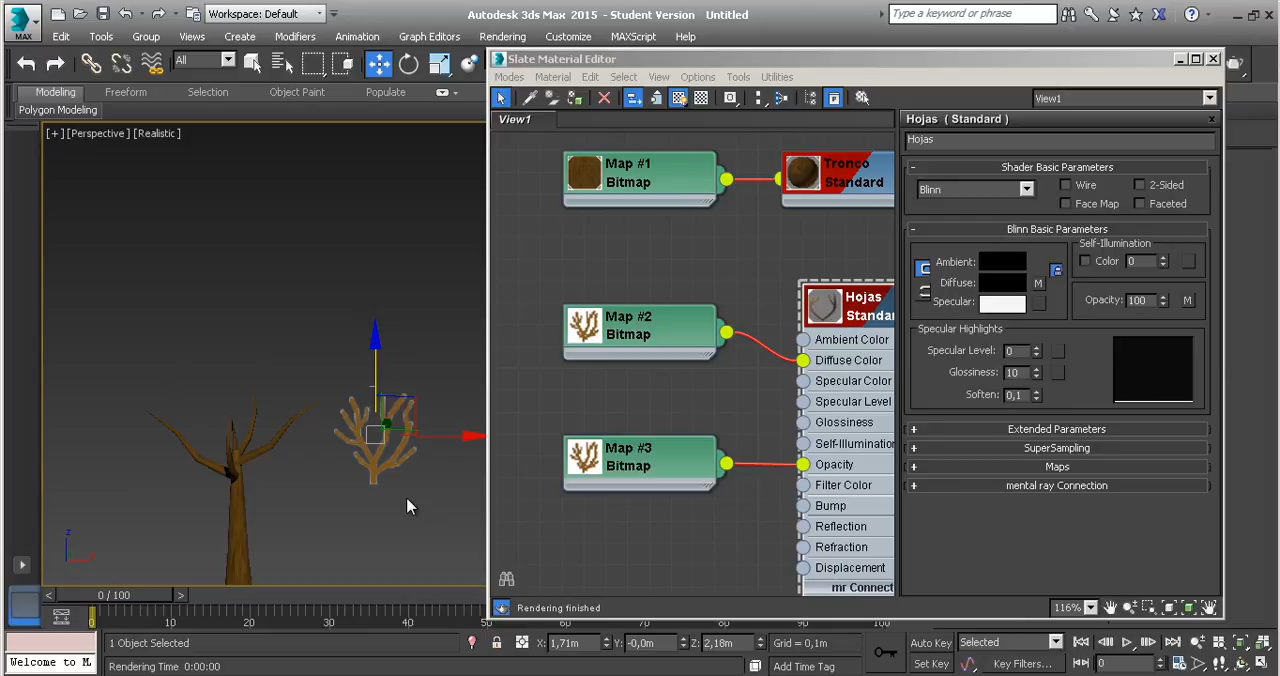 MAX
Workspace: Default
Autodesk 3ds Max 2015 - Student Version Untitled
Type a keyword or phrase
Edit Tools Group Views Create Modifiers Animation Graph Editors Rendering Customize MAXScript Help
All
Modeling Freeform Selection Object Paint Populate
Polygon Modeling
[+] [Perspective] [Realistic]
z
Slate Material Editor
Modes Material Edit Select View Options Tools Utilities
View1
View1
Map #1
Bitmap
Tronco
Standard
Map #2
Bitmap
Map #3
Bitmap
Hojas
Standar
Ambient Color
Diffuse Color
Specular Color
Specular Level
Glossiness
Self-Illumination
Opacity
Filter Color
Bump
Reflection
Refraction
Displacement
mr Connect
Hojas ( Standard )
Hojas
- Shader Basic Parameters
Blinn
Wire 2-Sided
Face Map Faceted
- Blinn Basic Parameters
Self-Illumination
Ambient:
Color 0
Diffuse: M
Specular:
Opacity: 100 M
Specular Highlights
Specular Level: 0
Glossiness: 10
Soften: 0,1
+ Extended Parameters
+ SuperSampling
+ Maps
+ mental ray Connection
Rendering finished
116%
< 0 / 100 >
60 70 80 90 100
1 Object Selected
X: 1,71m Y: -0,0m Z: 2,18m Grid = 0,1m
Auto Key Selected
Welcome to M
Rendering Time 0:00:00
Add Time Tag
Set Key Key Filters... 0